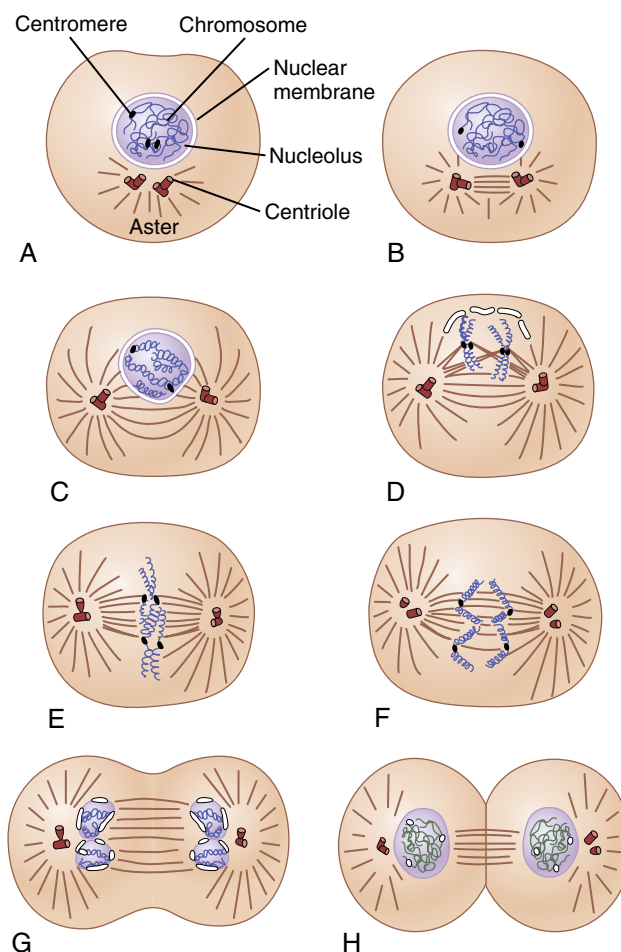 Centromere
Chromosome
Nuclear
membrane
Nucleolus
Centriole
Aster
A
B
C
D
E
F
G
H